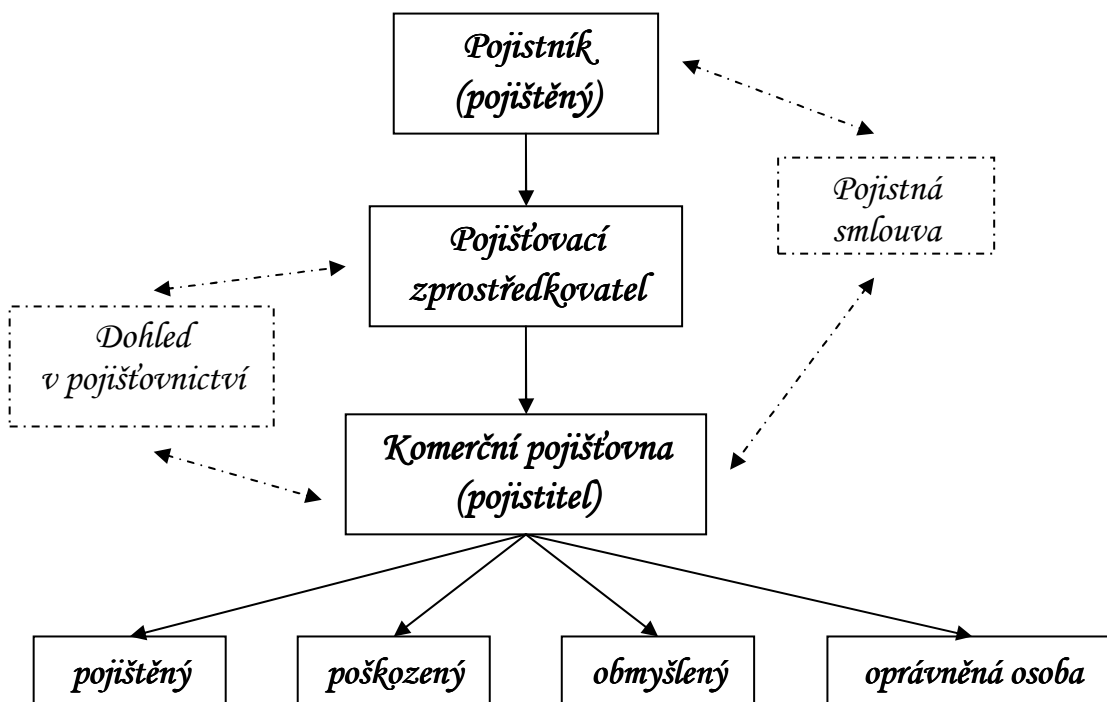 Pojistník
(pojištěný)
Pojistná
smlouva
Pojišťovací
zprostředkovatel
Dohled
v pojišťovnictví
Komerční pojišťovna
(pojistitel)
pojištěný
poškozený
obmyšlený
oprávněná osoba